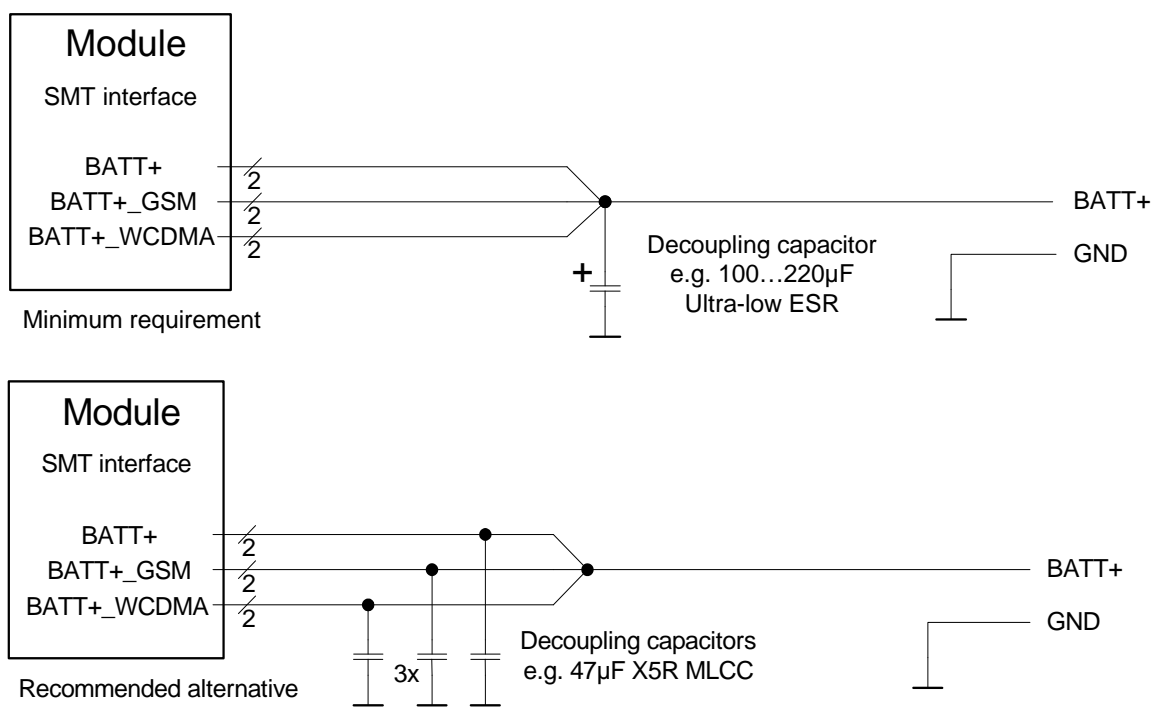 Module
SMT interface
BATT+
2
BATT+_GSM
2
BATT+_WCDMA
2
BATT+
GND
Decoupling capacitor
e.g. 100…220µF
Ultra-low ESR
+
Minimum requirement
Module
SMT interface
BATT+
2
BATT+_GSM
2
BATT+_WCDMA
2
BATT+
GND
Decoupling capacitors
e.g. 47µF X5R MLCC
3x
Recommended alternative